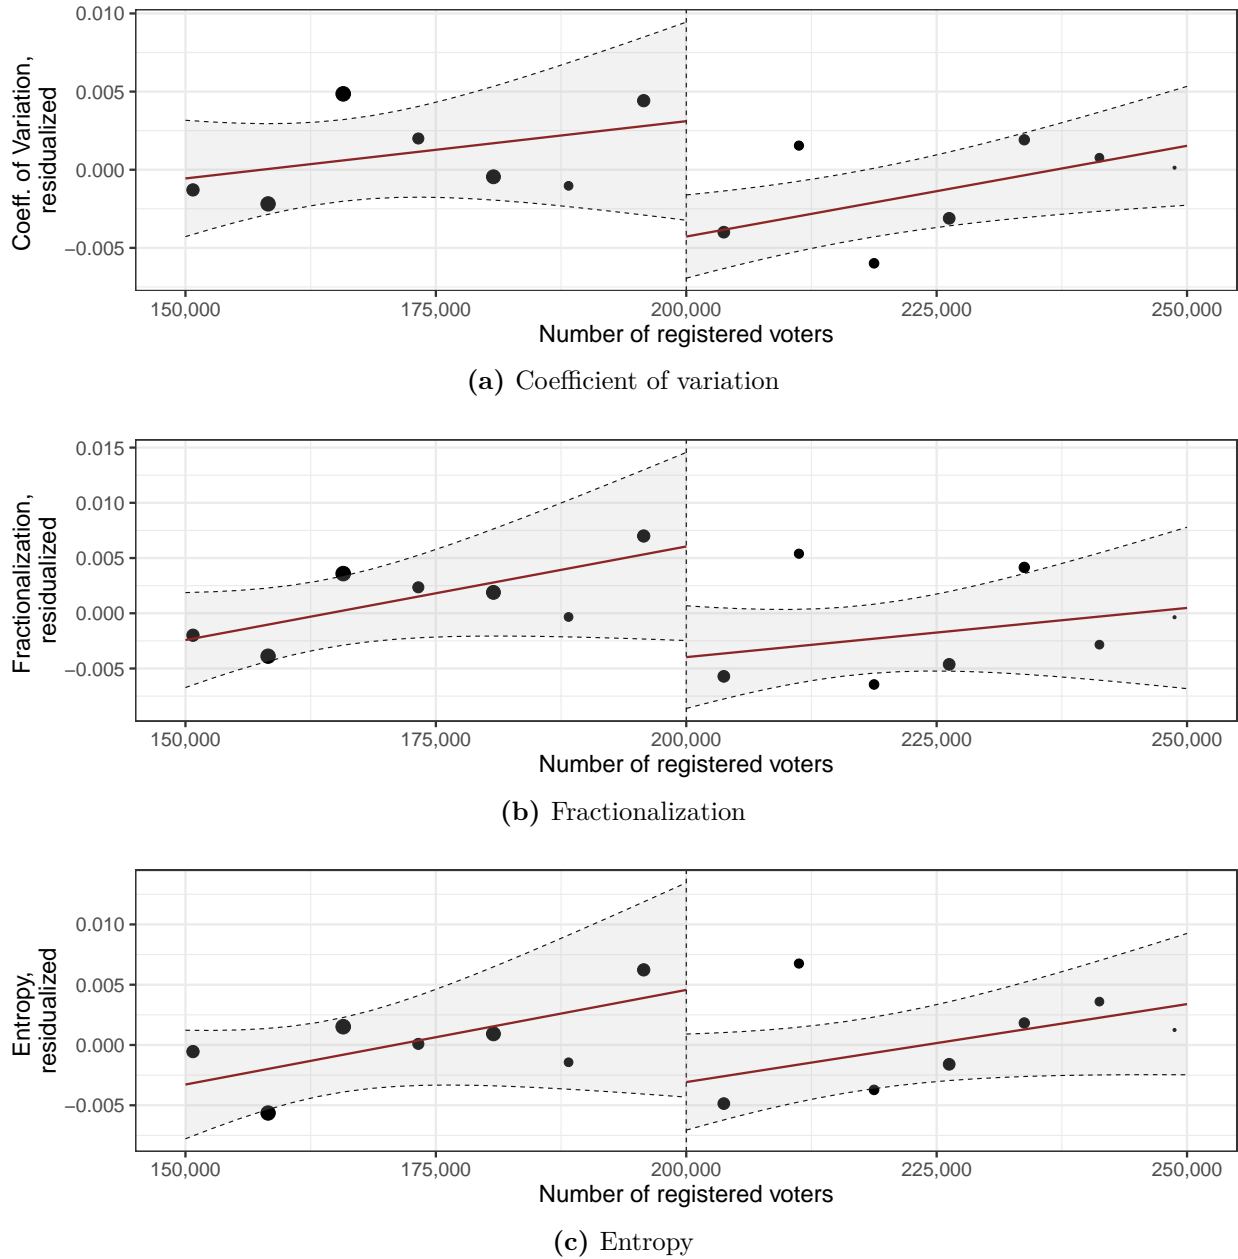 Coeff. of Variation,
residualized
0.010
0.005
0.000
−0.005
150,000 175,000 200,000 225,000 250,000
Number of registered voters
(a) Coefficient of variation
Fractionalization,
residualized
0.015
0.010
0.005
0.000
−0.005
150,000 175,000 200,000 225,000 250,000
Number of registered voters
(b) Fractionalization
Entropy,
residualized
0.010
0.005
0.000
−0.005
150,000 175,000 200,000 225,000 250,000
Number of registered voters
(c) Entropy